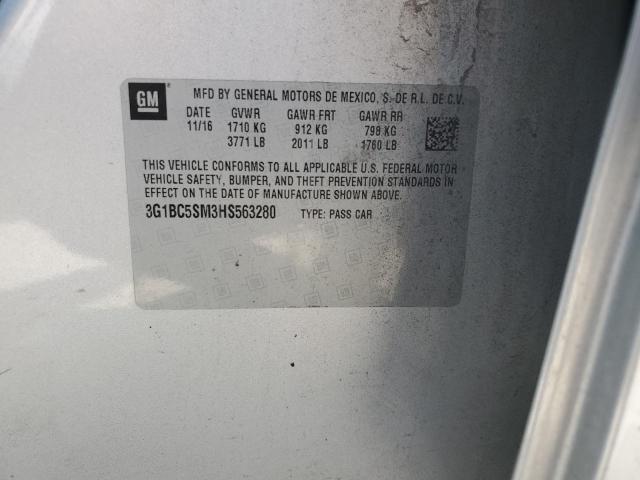 GM
MFD BY GENERAL MOTORS DE MEXICO, S. DE R.L. DE C.V.
DATE GVWR GAWR FRT GAWR RR
11/16 1710 KG 912 KG 798 KG
3771 LB 2011 LB 1760 LB
THIS VEHICLE CONFORMS TO ALL APPLICABLE U.S. FEDERAL MOTOR
VEHICLE SAFETY, BUMPER, AND THEFT PREVENTION STANDARDS IN
EFFECT ON THE DATE OF MANUFACTURE SHOWN ABOVE.
3G1BC5SM3HS563280 TYPE: PASS CAR